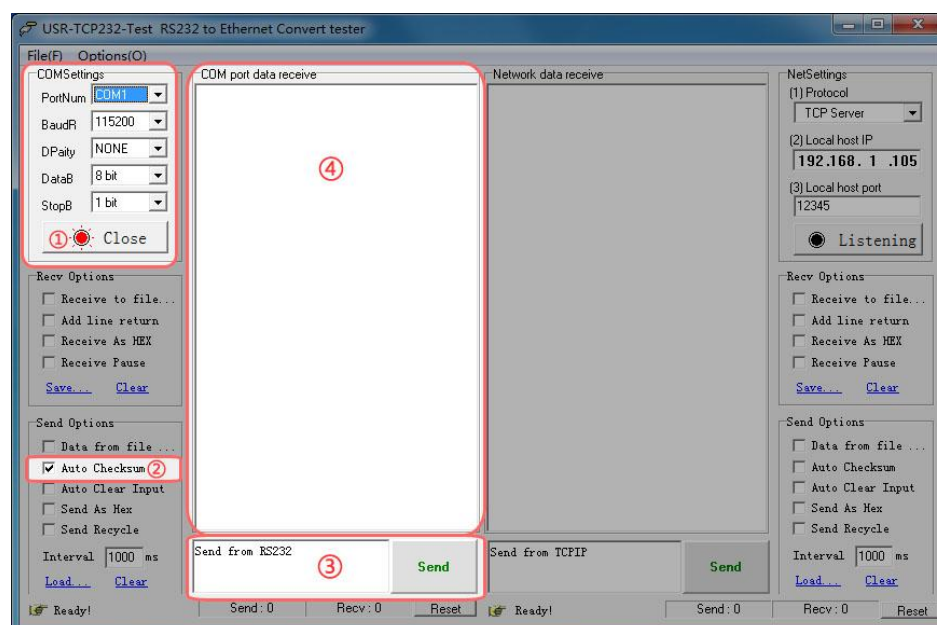 USR-TCP232-Test RS232 to Ethernet Convert tester
File(F) Options(O)
COMSettings
PortNum COM1
BaudR 115200
DPaity NONE
DataB 8 bit
StopB 1 bit
① Close
Recv Options
Receive to file...
Add line return
Receive As HEX
Receive Pause
Save... Clear
Send Options
Data from file ...
Auto Checksum ②
Auto Clear Input
Send As Hex
Send Recycle
Interval 1000 ms
Load... Clear
Ready!
COM port data receive
④
Send from RS232
③
Send
Send : 0 Recv : 0 Reset
Network data receive
Send from TCPIP
Send
Ready! Send : 0 Recv : 0 Reset
NetSettings
(1) Protocol
TCP Server
(2) Local host IP
192.168. 1 .105
(3) Local host port
12345
Listening
Recv Options
Receive to file...
Add line return
Receive As HEX
Receive Pause
Save... Clear
Send Options
Data from file ...
Auto Checksum
Auto Clear Input
Send As Hex
Send Recycle
Interval 1000 ms
Load... Clear